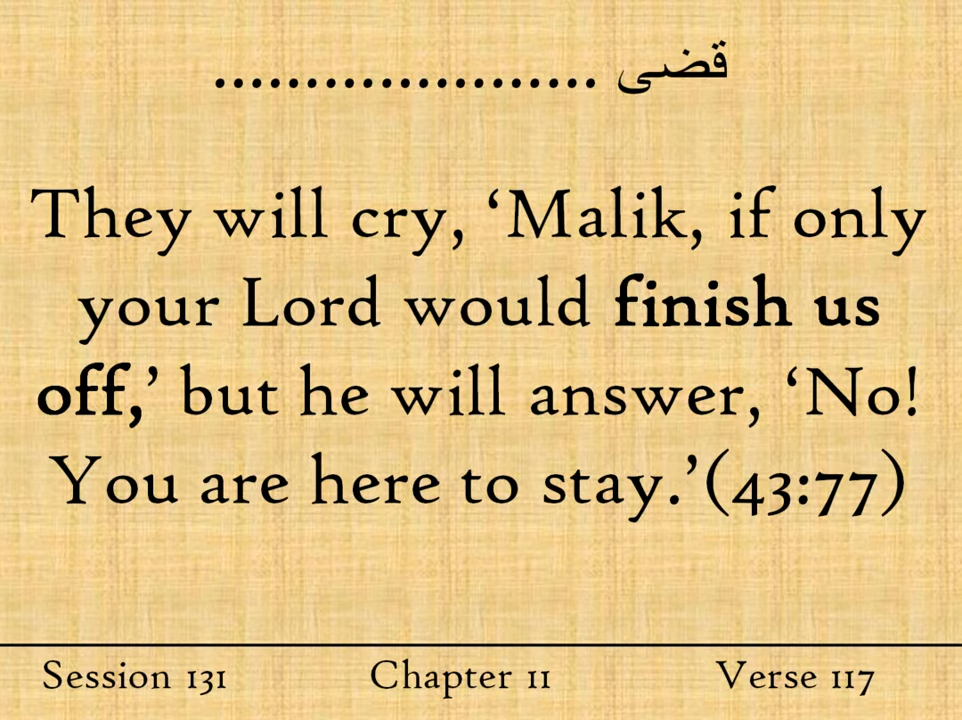 قضى .....................
They will cry, ‘Malik, if only
your Lord would finish us
off,’ but he will answer, ‘No!
You are here to stay.’(43:77)
Session 131 Chapter 11 Verse 117